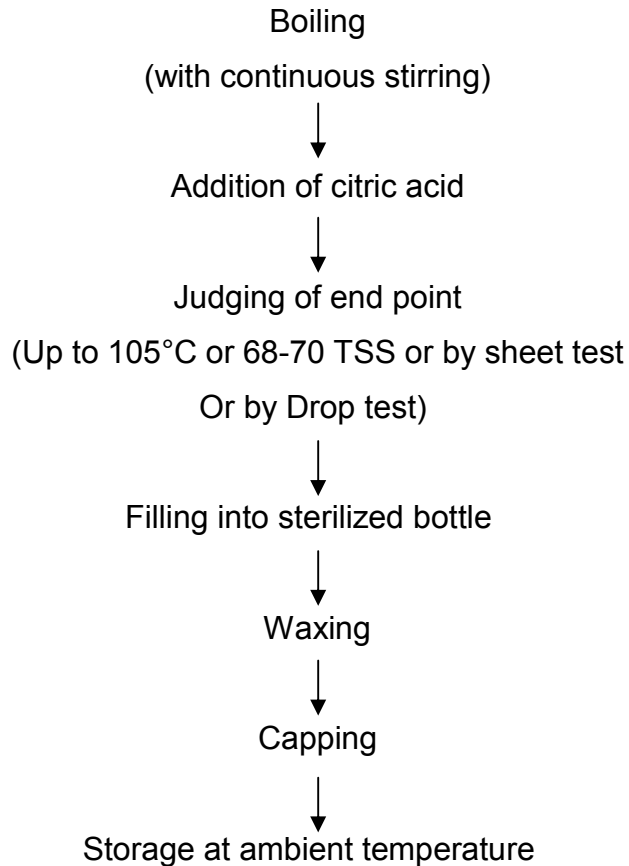 Boiling
(with continuous stirring)
Addition of citric acid
Judging of end point
(Up to 105°C or 68-70 TSS or by sheet test
Or by Drop test)
Filling into sterilized bottle
Waxing
Capping
Storage at ambient temperature